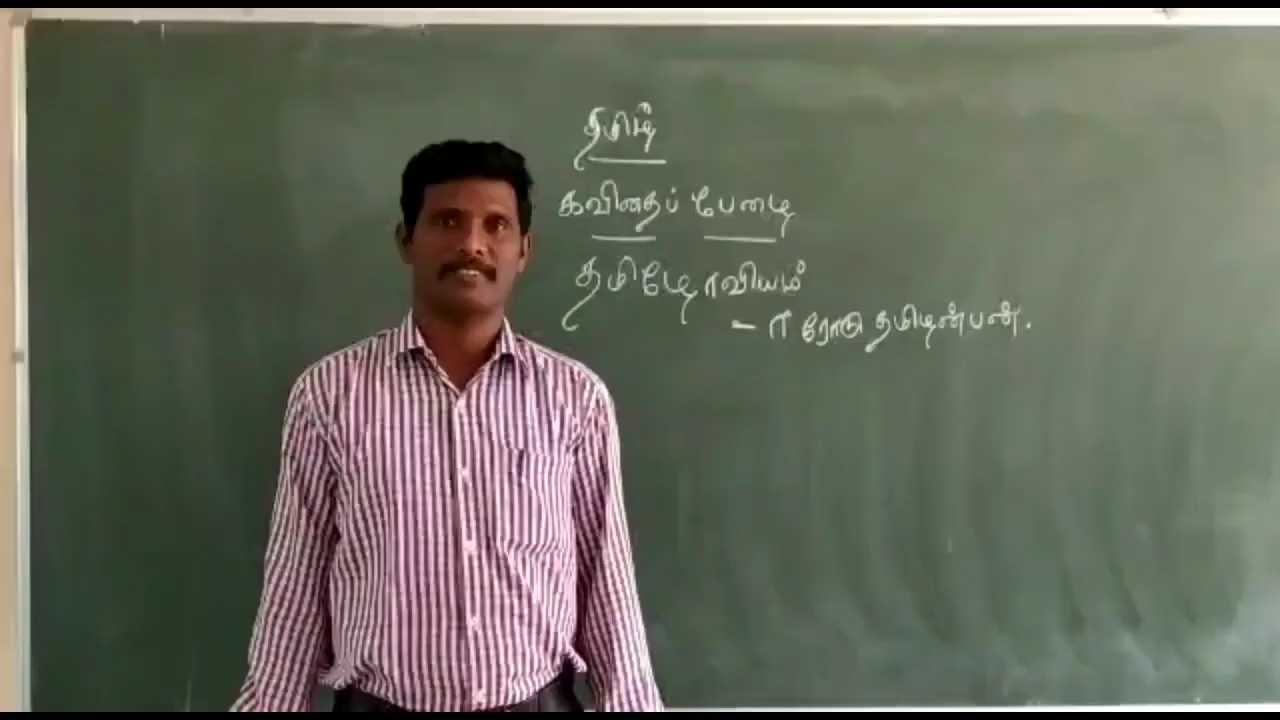 தமிழ்
கவிதைப் பேழை
தமிழோவியம்
- ஈரோடு தமிழன்பன்.